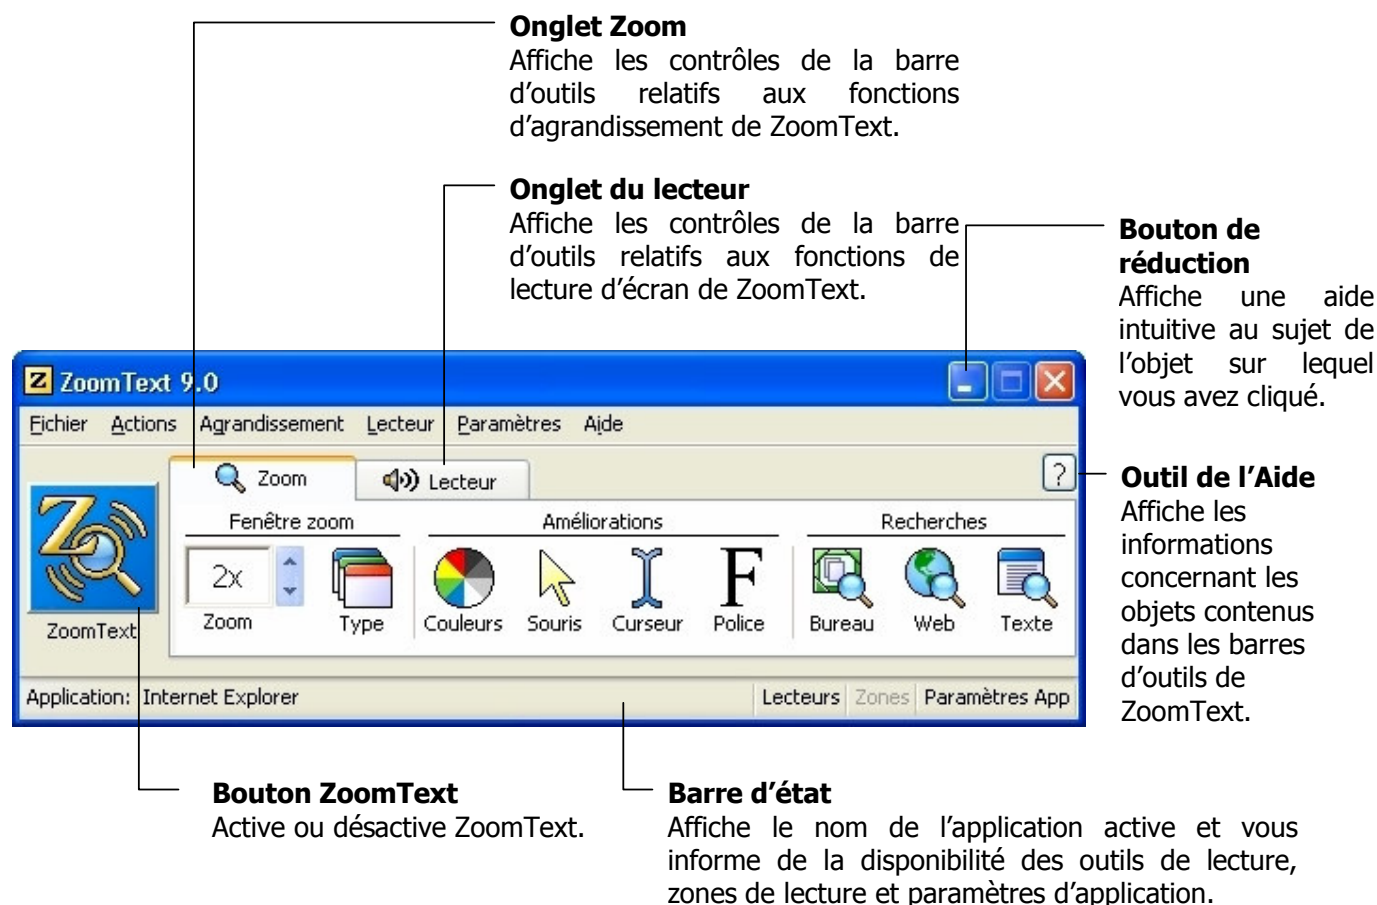 Onglet Zoom
Affiche les contrôles de la barre
d’outils relatifs aux fonctions
d’agrandissement de ZoomText.
Onglet du lecteur
Affiche les contrôles de la barre
d’outils relatifs aux fonctions de
lecture d’écran de ZoomText.
Bouton de
réduction
Affiche une aide
intuitive au sujet de
l’objet sur lequel
vous avez cliqué.
ZoomText 9.0
Fichier Actions Agrandissement Lecteur Paramètres Aide
Zoom Lecteur ?
Fenêtre zoom Améliorations Recherches
2x
F
Zoom Type Couleurs Souris Curseur Police Bureau Web Texte
ZoomText
Application: Internet Explorer Lecteurs Zones Paramètres App
Outil de l’Aide
Affiche les
informations
concernant les
objets contenus
dans les barres
d’outils de
ZoomText.
Bouton ZoomText
Active ou désactive ZoomText.
Barre d’état
Affiche le nom de l’application active et vous
informe de la disponibilité des outils de lecture,
zones de lecture et paramètres d’application.